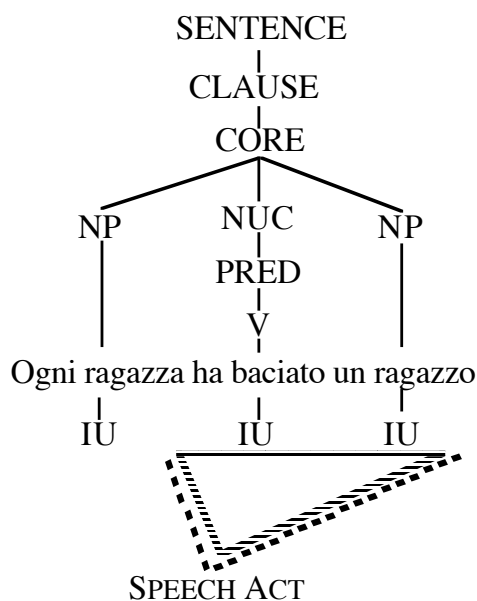 SENTENCE
CLAUSE
CORE
NP NUC NP
PRED
V
Ogni ragazza ha baciato un ragazzo
IU IU IU
SPEECH ACT